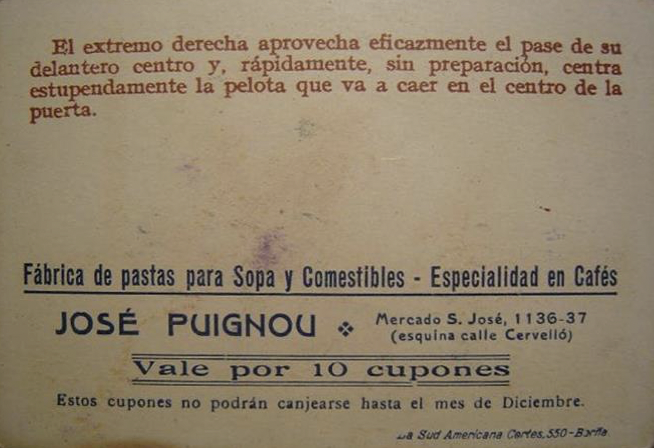 El extremo derecha aprovecha eficazmente el pase de su
delantero centro y, rápidamente, sin preparación, centra
estupendamente la pelota que va a caer en el centro de la
puerta.
Fábrica de pastas para Sopa y Comestibles - Especialidad en Cafés
JOSÉ PUIGNOU ❖ Mercado S. José, 1136-37
(esquina calle Cervelló)
Vale por 10 cupones
Estos cupones no podrán canjearse hasta el mes de Diciembre.
La Sud Americana Cortes, 550-Barña.